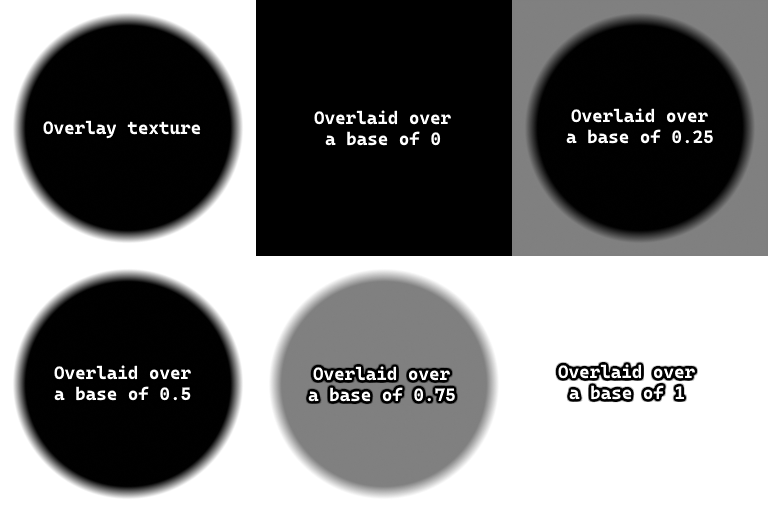 Overlay texture
Overlaid over
a base of 0
Overlaid over
a base of 0.25
Overlaid over
a base of 0.5
Overlaid over
a base of 0.75
Overlaid over
a base of 1